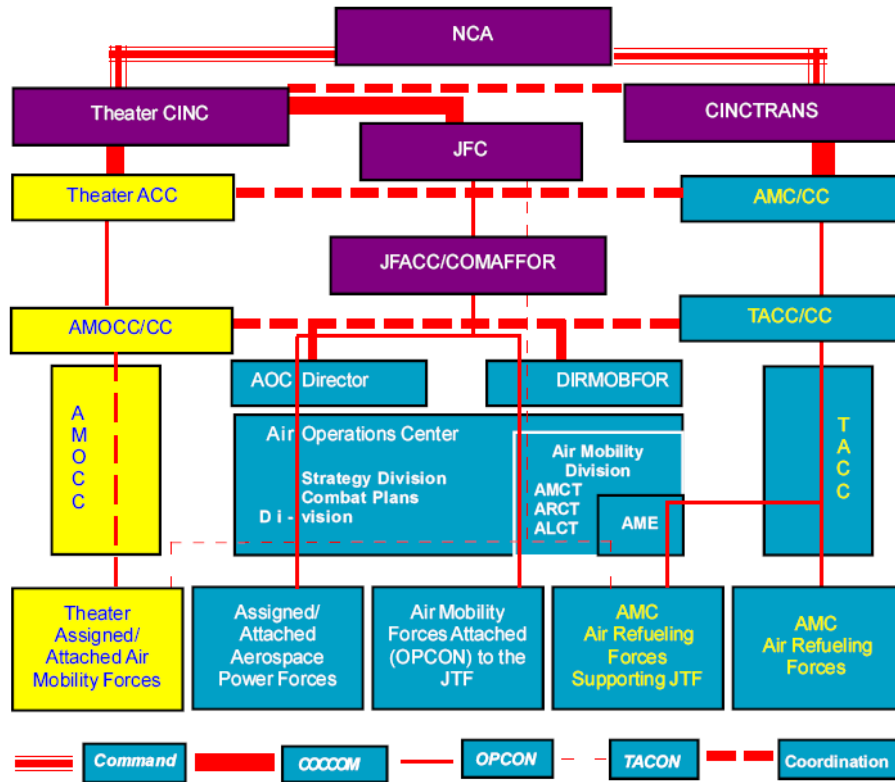 NCA
Theater CINC
CINCTRANS
JFC
Theater ACC
AMC/CC
JFACC/COMAFFOR
AMOCC/CC
TACC/CC
AOC Director
DIRMOBFOR
A
M
O
C
C
Air Operations Center
Strategy Division
Combat Plans
D i - vision
Air Mobility
Division
AMCT
ARCT
ALCT
AME
T
A
C
C
Theater
Assigned/
Attached Air
Mobility Forces
Assigned/
Attached
Aerospace
Power Forces
Air Mobility
Forces Attached
(OPCON) to the
JTF
AMC
Air Refueling
Forces
Supporting JTF
AMC
Air Refueling
Forces
Command
COCCOM
OPCON
TACON
Coordination